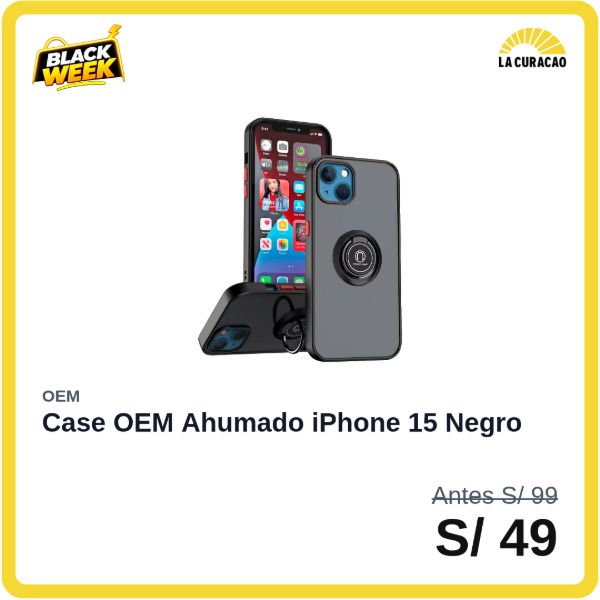 BLACK
WEEK
LA CURACAO
OEM
Case OEM Ahumado iPhone 15 Negro
Antes S/ 99
S/ 49